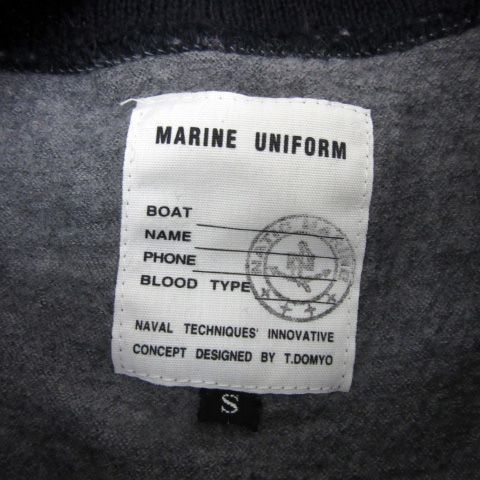 MARINE UNIFORM
BOAT
NAME
PHONE
BLOOD TYPE
NAVAL TECHNIQUES' INNOVATIVE
CONCEPT DESIGNED BY T.DOMYO
S